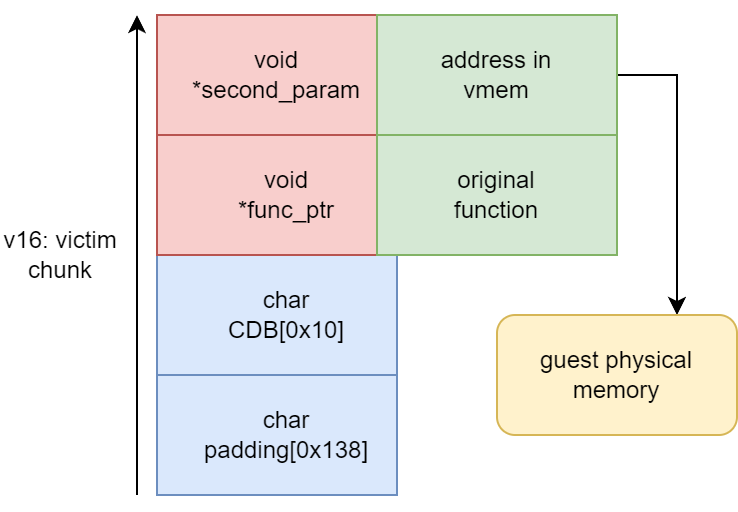 void
*second_param
address in
vmem
void
*func_ptr
original
function
v16: victim
chunk
char
CDB[0x10]
guest physical
memory
char
padding[0x138]